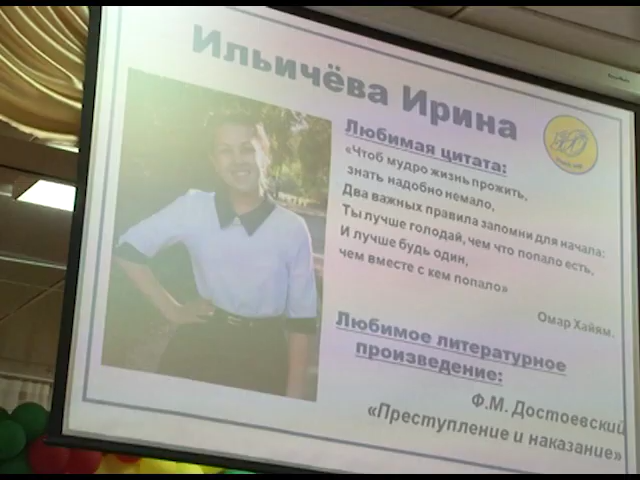 Ильичёва Ирина
Любимая цитата:
«Чтоб мудро жизнь прожить,
знать надобно немало,
Два важных правила запомни для начала:
Ты лучше голодай, чем что попало есть,
И лучше будь один,
чем вместе с кем попало»
Омар Хайям.
Любимое литературное
произведение:
Ф.М. Достоевский
«Преступление и наказание»